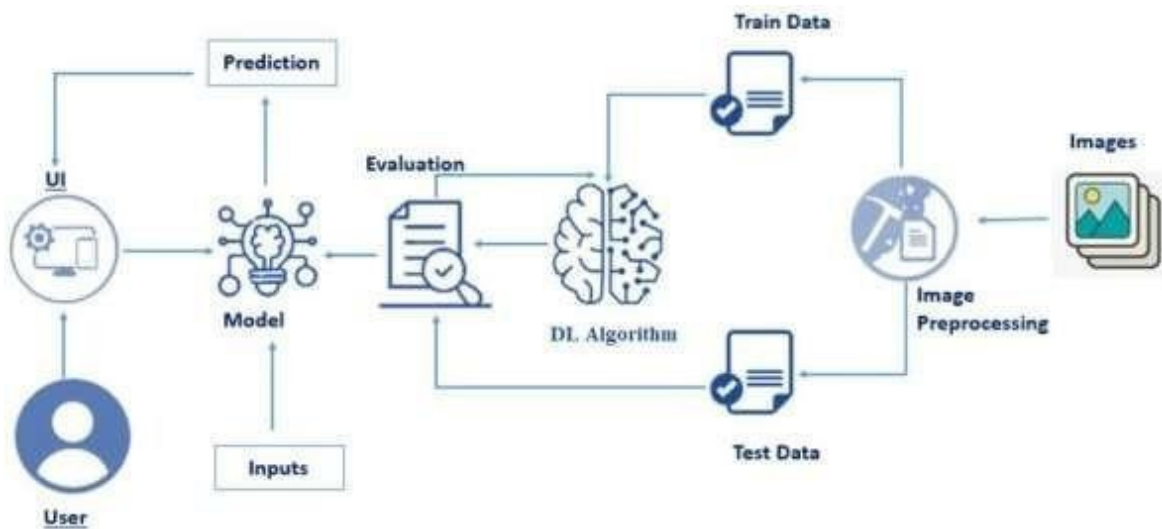 Train Data
Prediction
Images
Evaluation
UI
Image
Preprocessing
Model
DL Algorithm
Test Data
Inputs
User